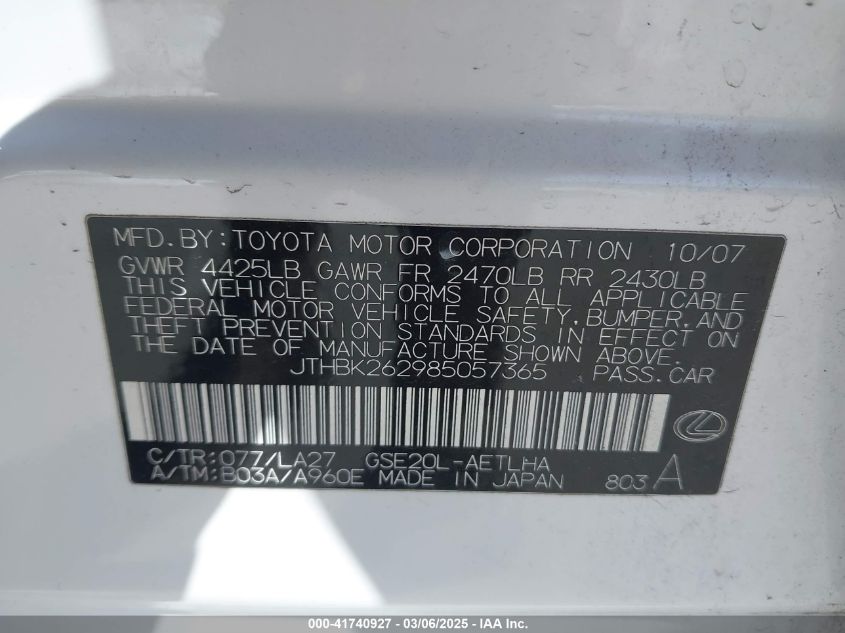 MFD.BY:TOYOTA MOTOR CORPORATION 10/07
GVWR 4425LB GAWR FR 2470LB RR 2430LB
THIS VEHICLE CONFORMS TO ALL APPLICABLE
FEDERAL MOTOR VEHICLE SAFETY,BUMPER,AND
THEFT PREVENTION STANDARDS IN EFFECT ON
THE DATE OF MANUFACTURE SHOWN ABOVE.
JTHBK262985057365 PASS.CAR
C/TR:077/LA27 GSE20L-AETLHA
A/TM:B03A/A960E MADE IN JAPAN 803 A
000-41740927 - 03/06/2025 - IAA Inc.